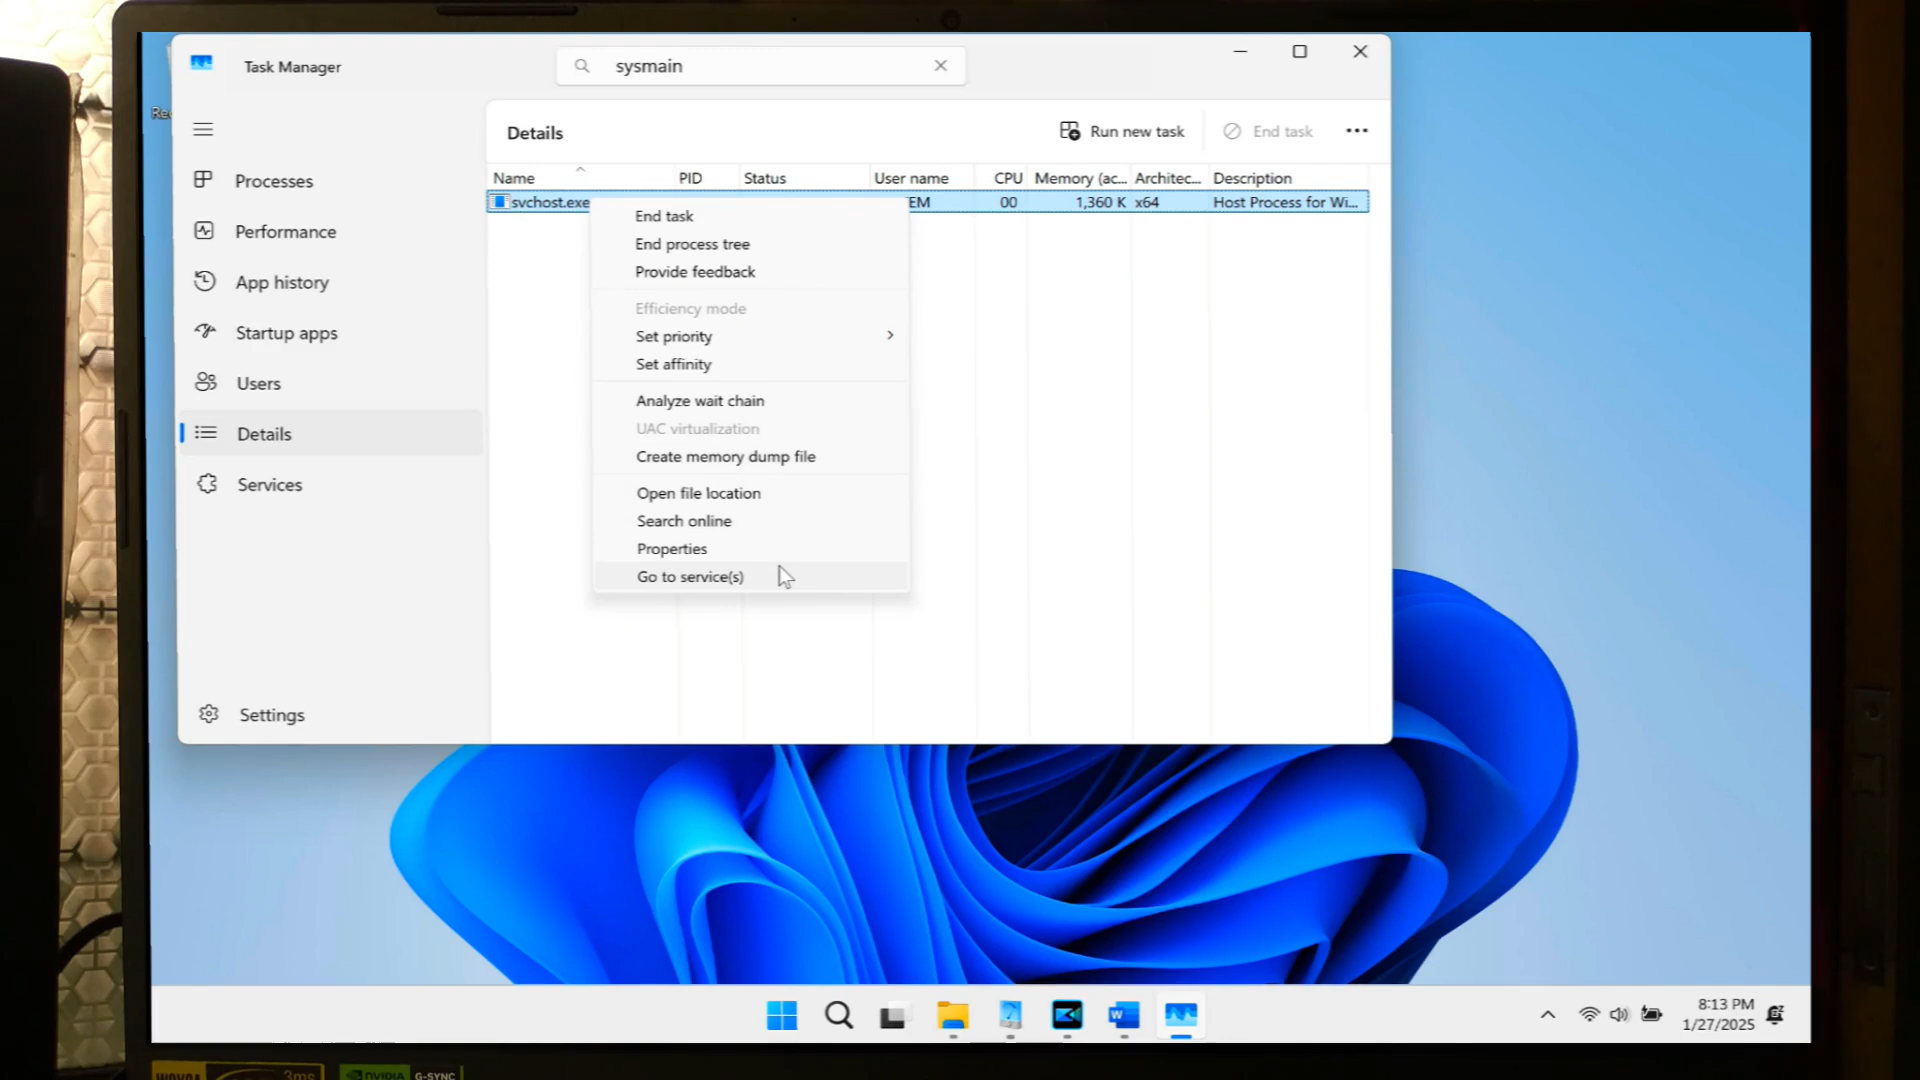 Task Manager
sysmain
Details
Run new task
End task
Processes
Performance
App history
Startup apps
Users
Details
Services
Settings
Name PID Status User name CPU Memory (ac... Architec... Description
svchost.exe EM 00 1,360 K x64 Host Process for Wi...
End task
End process tree
Provide feedback
Efficiency mode
Set priority
Set affinity
Analyze wait chain
UAC virtualization
Create memory dump file
Open file location
Search online
Properties
Go to service(s)
8:13 PM
1/27/2025
3ms
NVIDIA G-SYNC